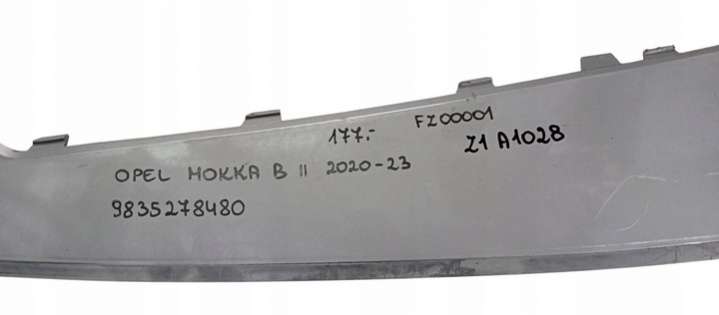 177.- FZ00001
Z1 A1028
OPEL MOKKA B II 2020-23
9835278480